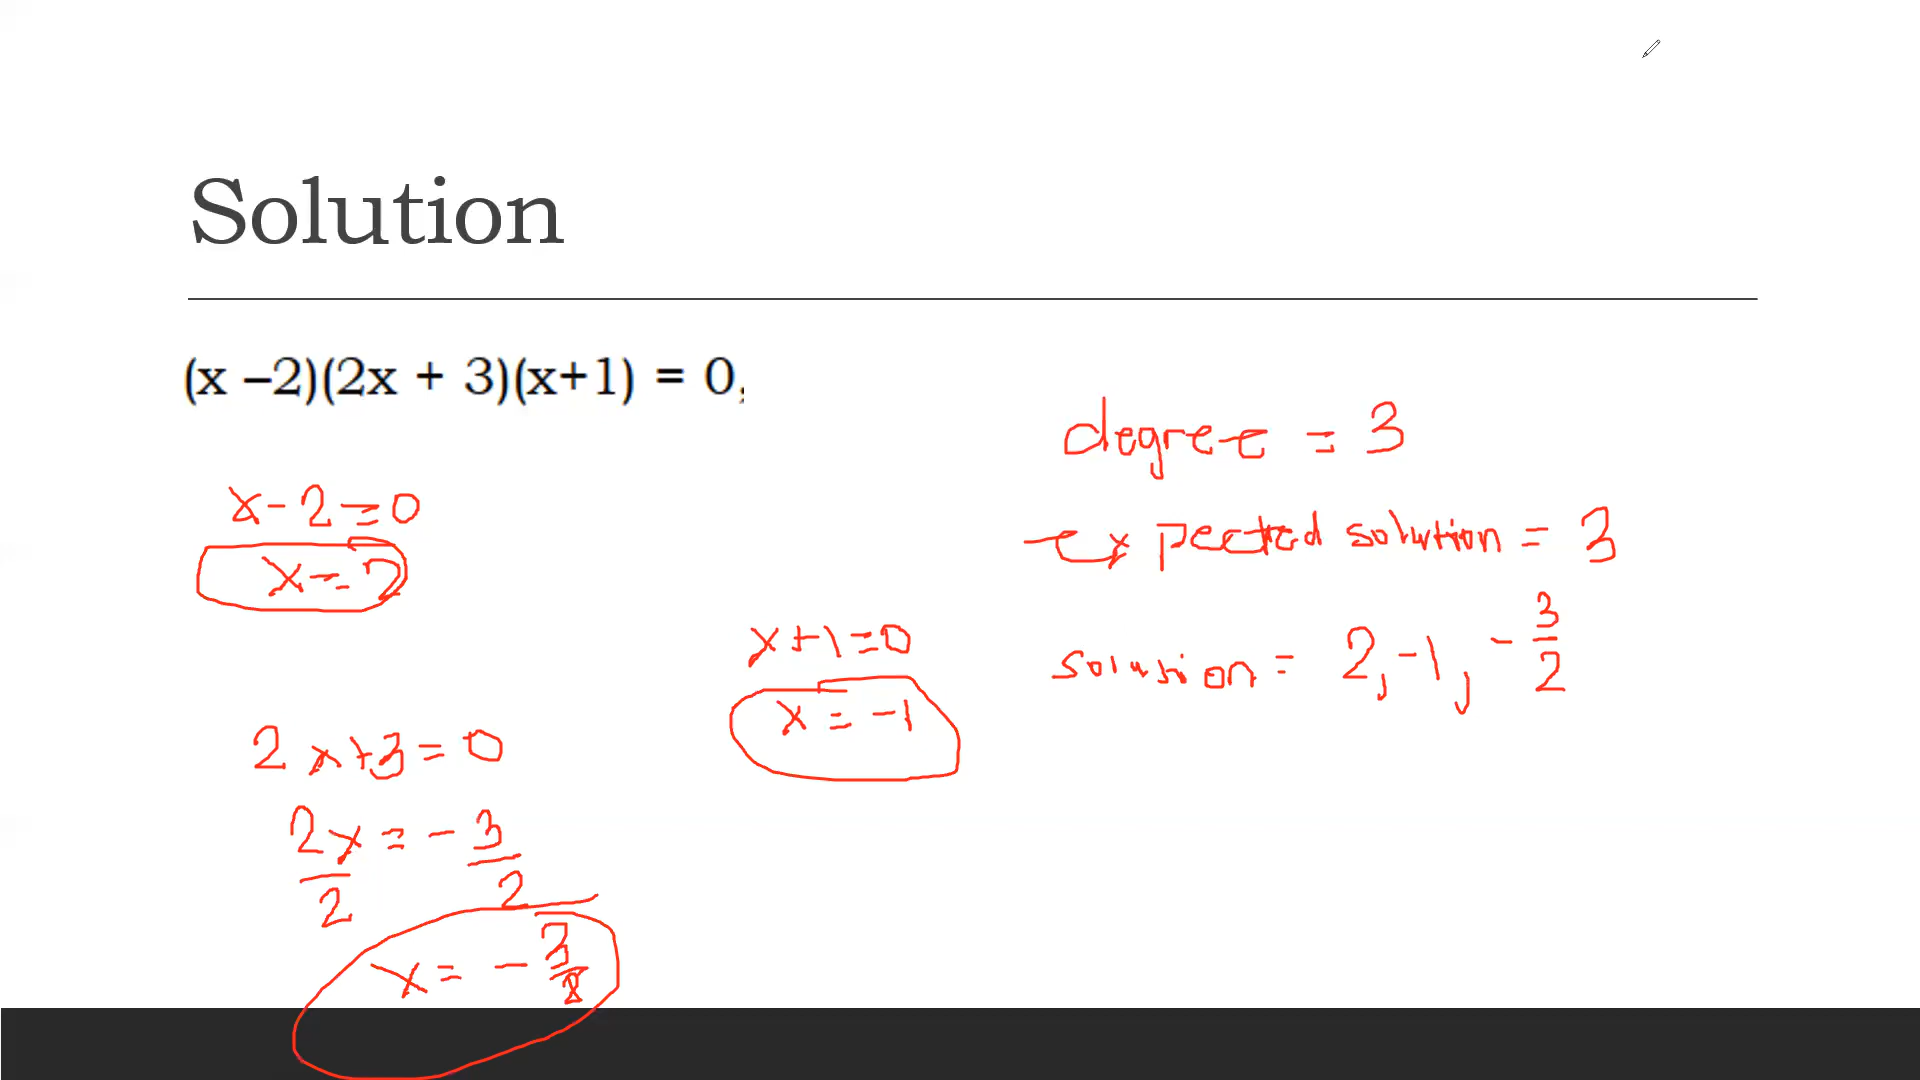 Solution
(x –2)(2x + 3)(x+1) = 0,
x - 2 = 0
x = 2
2x+3 = 0
2x = - 3
2 2
x = - 3/2
x+1=0
x = -1
degree = 3
expected solution = 3
solution = 2, -1, - 3/2